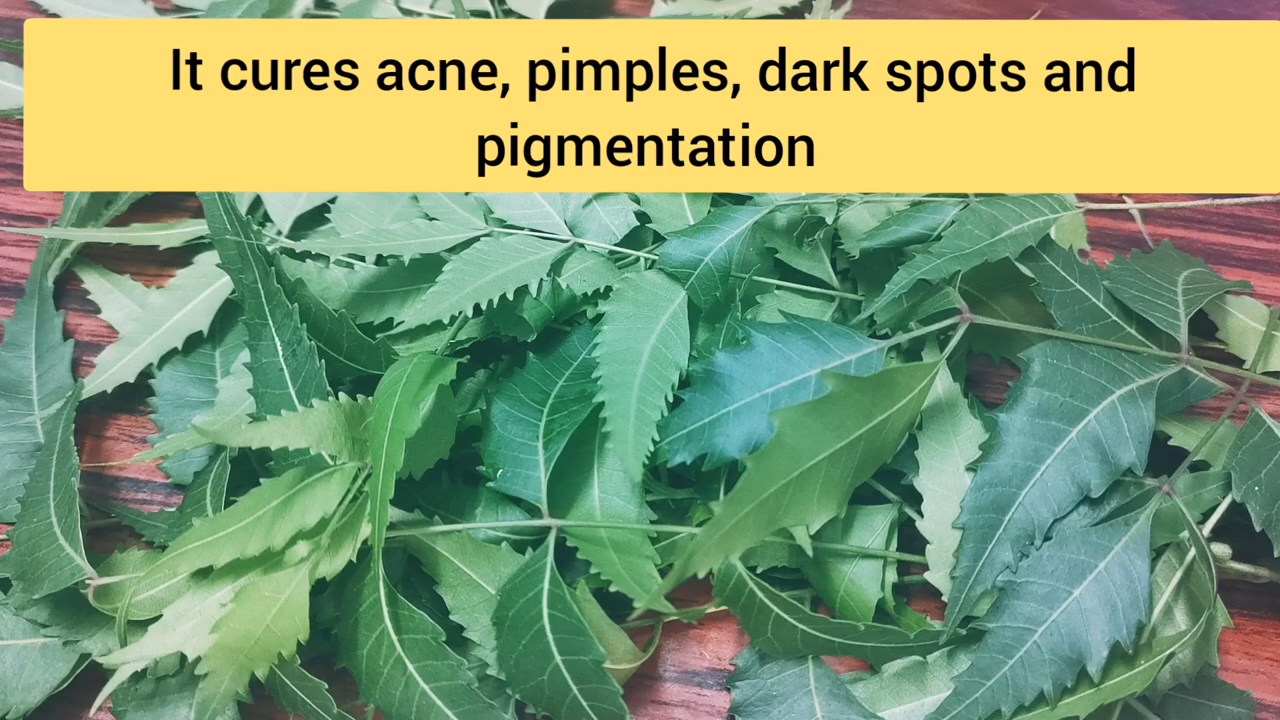 It cures acne, pimples, dark spots and
pigmentation